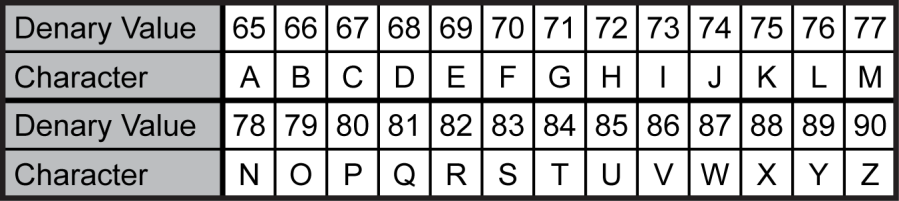 Denary Value 65 66 67 68 69 70 71 72 73 74 75 76 77
Character A B C D E F G H I J K L M
Denary Value 78 79 80 81 82 83 84 85 86 87 88 89 90
Character N O P Q R S T U V W X Y Z